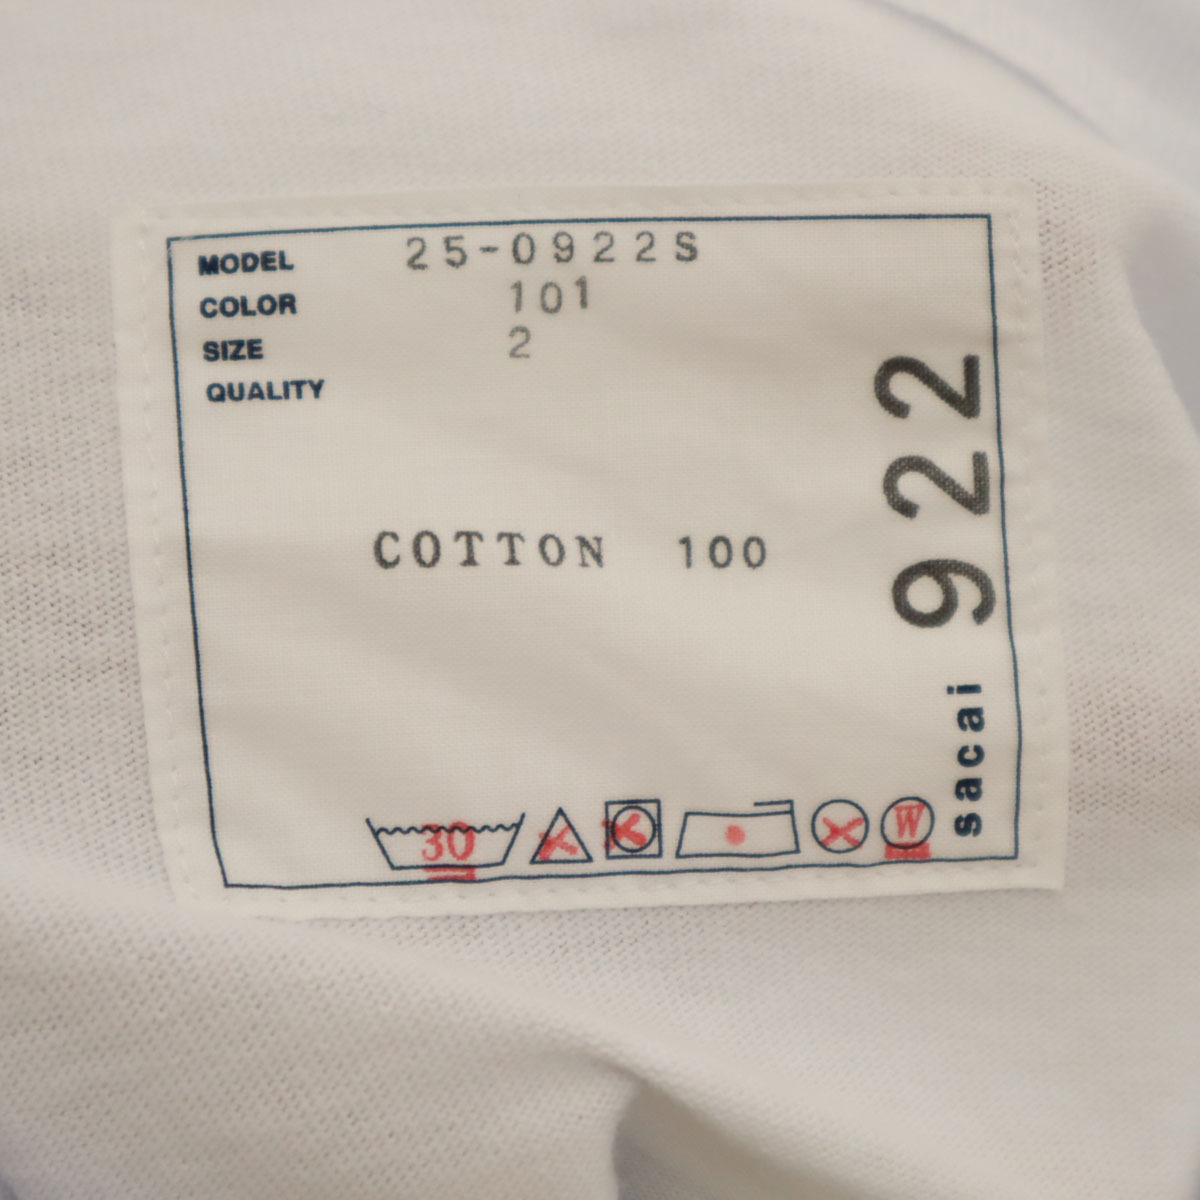 MODEL 25-0922S
COLOR 101
SIZE 2
QUALITY
COTTON 100
30
W
sacai 922